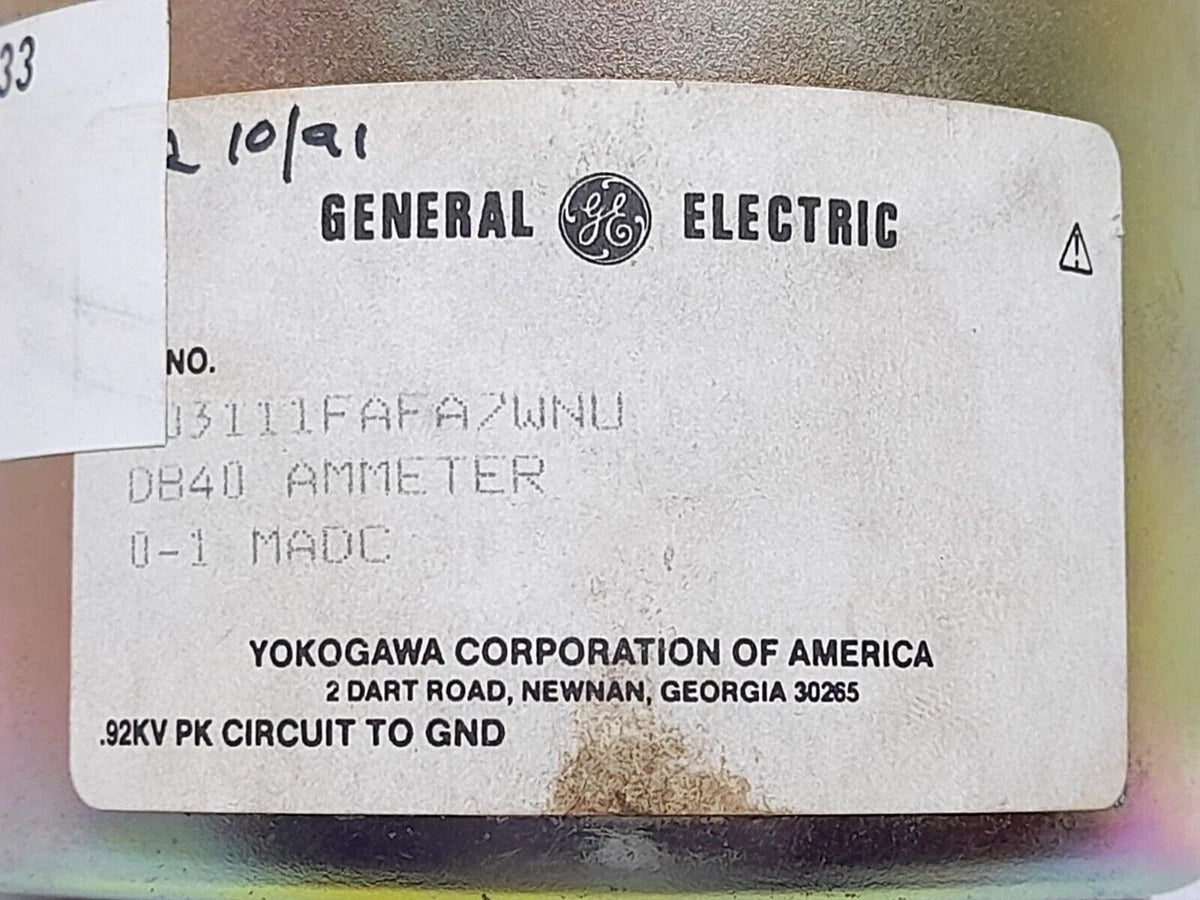 33
10/91
GENERAL GE ELECTRIC
NO.
03111FAFA7WNU
DB40 AMMETER
0-1 MADC
YOKOGAWA CORPORATION OF AMERICA
2 DART ROAD, NEWNAN, GEORGIA 30265
.92KV PK CIRCUIT TO GND